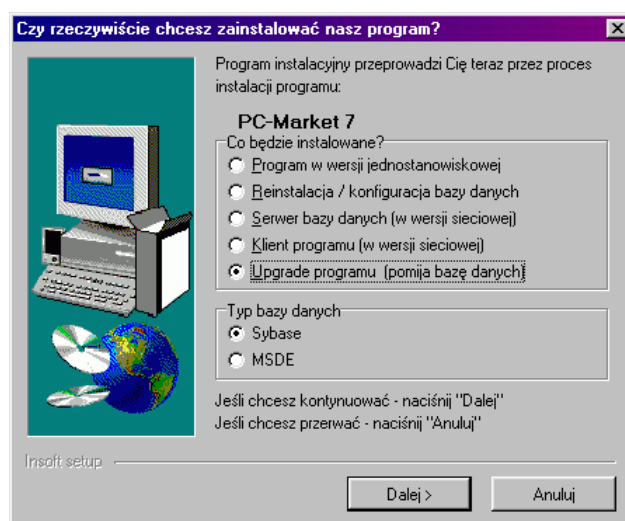 Czy rzeczywiście chcesz zainstalować nasz program?
Program instalacyjny przeprowadzi Cię teraz przez proces
instalacji programu:
PC-Market 7
Co będzie instalowane?
Program w wersji jednostanowiskowej
Reinstalacja / konfiguracja bazy danych
Serwer bazy danych (w wersji sieciowej)
Klient programu (w wersji sieciowej)
Upgrade programu (pomija bazę danych)
Typ bazy danych
Sybase
MSDE
Jeśli chcesz kontynuować - naciśnij "Dalej"
Jeśli chcesz przerwać - naciśnij "Anuluj"
Insoft setup
Dalej >
Anuluj